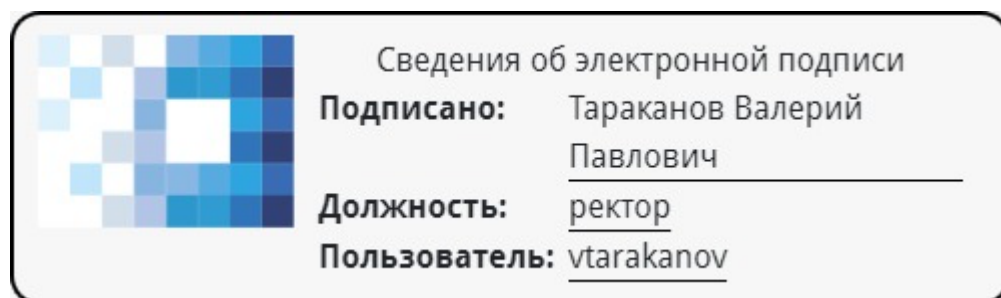 Сведения об электронной подписи
Подписано: Тараканов Валерий
Павлович
Должность: ректор
Пользователь: vtarakanov